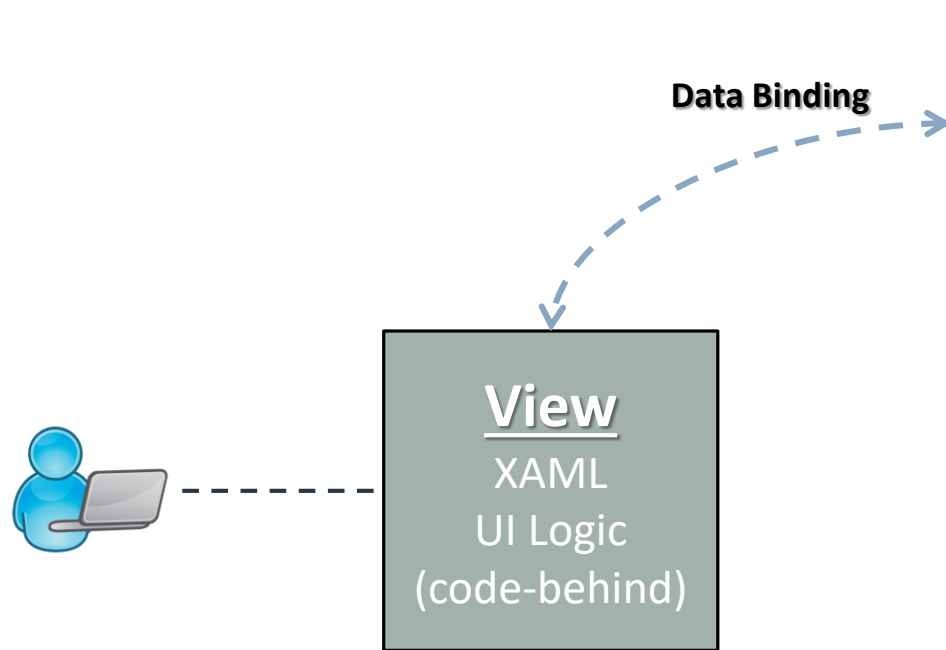 Data Binding
View
XAML
UI Logic
(code-behind)